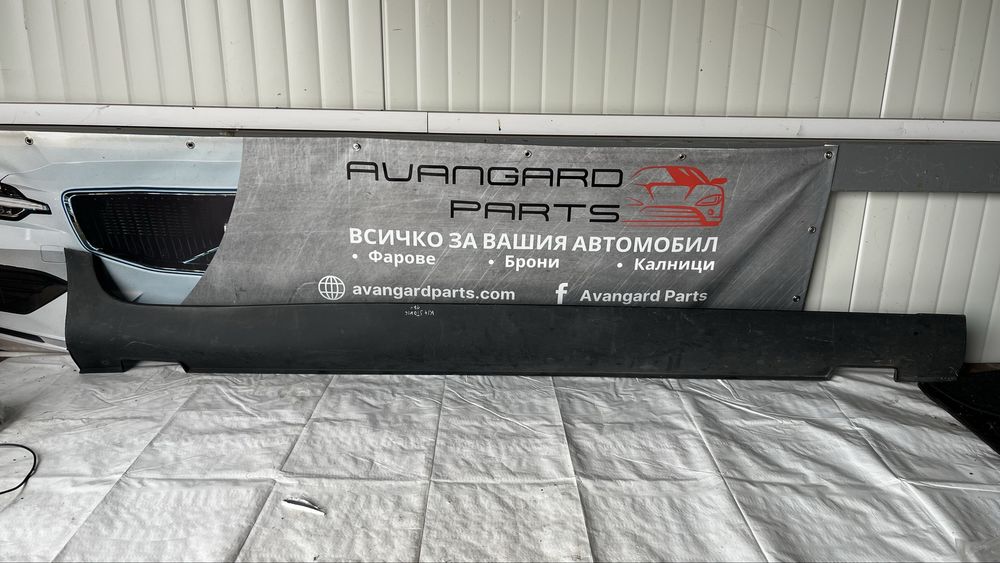 AVANGARD
PARTS
ВСИЧКО ЗА ВАШИЯ АВТОМОБИЛ
• Фарове • Брони • Калници
avangardparts.com f Avangard Parts